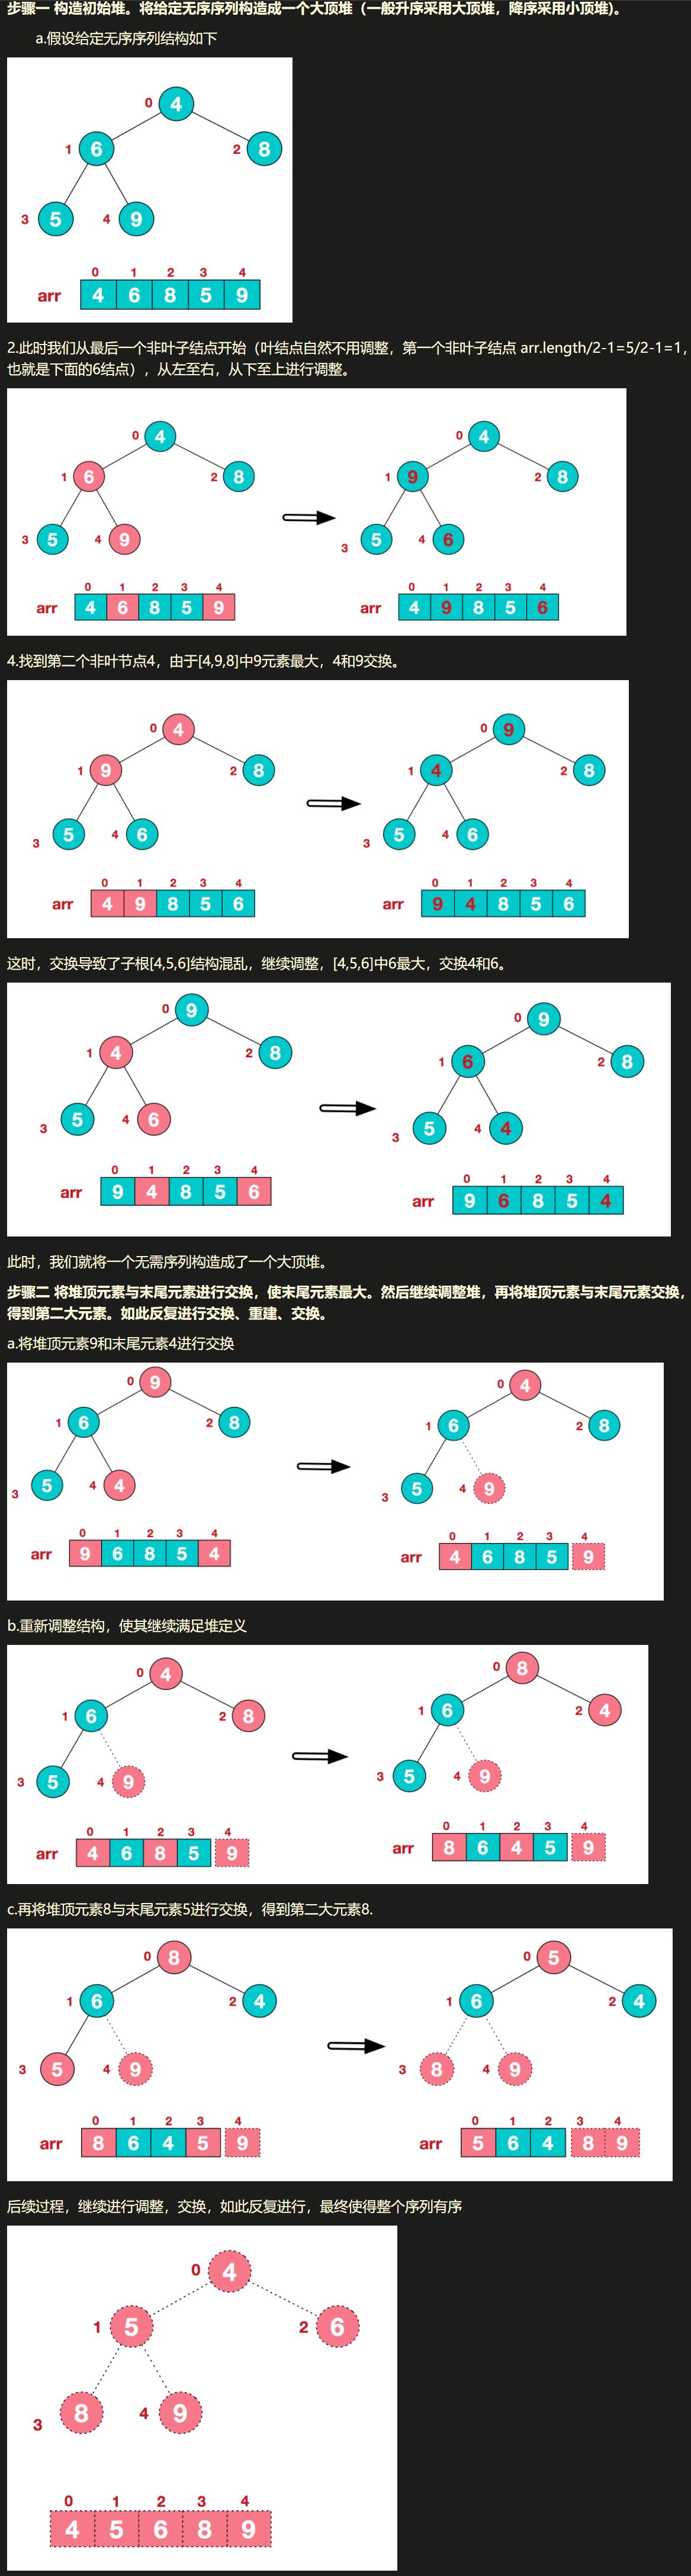 步骤一 构造初始堆。将给定无序序列构造成一个大顶堆（一般升序采用大顶堆，降序采用小顶堆)。
a.假设给定无序序列结构如下
0 4
1 6 2 8
3 5 4 9
0 1 2 3 4
arr 4 6 8 5 9
2.此时我们从最后一个非叶子结点开始（叶结点自然不用调整，第一个非叶子结点 arr.length/2-1=5/2-1=1，
也就是下面的6结点），从左至右，从下至上进行调整。
0 4 0 4
1 6 2 8 1 9 2 8
3 5 4 9 3 5 4 6
0 1 2 3 4 0 1 2 3 4
arr 4 6 8 5 9 arr 4 9 8 5 6
4.找到第二个非叶节点4，由于[4,9,8]中9元素最大，4和9交换。
0 4 0 9
1 9 2 8 1 4 2 8
3 5 4 6 3 5 4 6
0 1 2 3 4 0 1 2 3 4
arr 4 9 8 5 6 arr 9 4 8 5 6
这时，交换导致了子根[4,5,6]结构混乱，继续调整，[4,5,6]中6最大，交换4和6。
0 9 0 9
1 4 2 8 1 6 2 8
3 5 4 6 3 5 4 4
0 1 2 3 4 0 1 2 3 4
arr 9 4 8 5 6 arr 9 6 8 5 4
此时，我们就将一个无需序列构造成了一个大顶堆。
步骤二 将堆顶元素与末尾元素进行交换，使末尾元素最大。然后继续调整堆，再将堆顶元素与末尾元素交换，
得到第二大元素。如此反复进行交换、重建、交换。
a.将堆顶元素9和末尾元素4进行交换
0 9 0 4
1 6 2 8 1 6 2 8
3 5 4 4 3 5 4 9
0 1 2 3 4 0 1 2 3 4
arr 9 6 8 5 4 arr 4 6 8 5 9
b.重新调整结构，使其继续满足堆定义
0 4 0 8
1 6 2 8 1 6 2 4
3 5 4 9 3 5 4 9
0 1 2 3 4 0 1 2 3 4
arr 4 6 8 5 9 arr 8 6 4 5 9
c.再将堆顶元素8与末尾元素5进行交换，得到第二大元素8.
0 8 0 5
1 6 2 4 1 6 2 4
3 5 4 9 3 8 4 9
0 1 2 3 4 0 1 2 3 4
arr 8 6 4 5 9 arr 5 6 4 8 9
后续过程，继续进行调整，交换，如此反复进行，最终使得整个序列有序
0 4
1 5 2 6
3 8 4 9
0 1 2 3 4
4 5 6 8 9